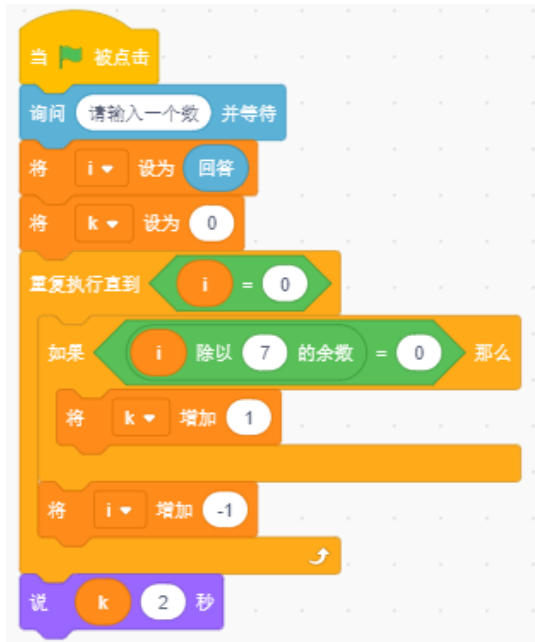 当 被点击
询问 请输入一个数 并等待
将 i 设为 回答
将 k 设为 0
重复执行直到 i = 0
如果 i 除以 7 的余数 = 0 那么
将 k 增加 1
将 i 增加 -1
说 k 2 秒